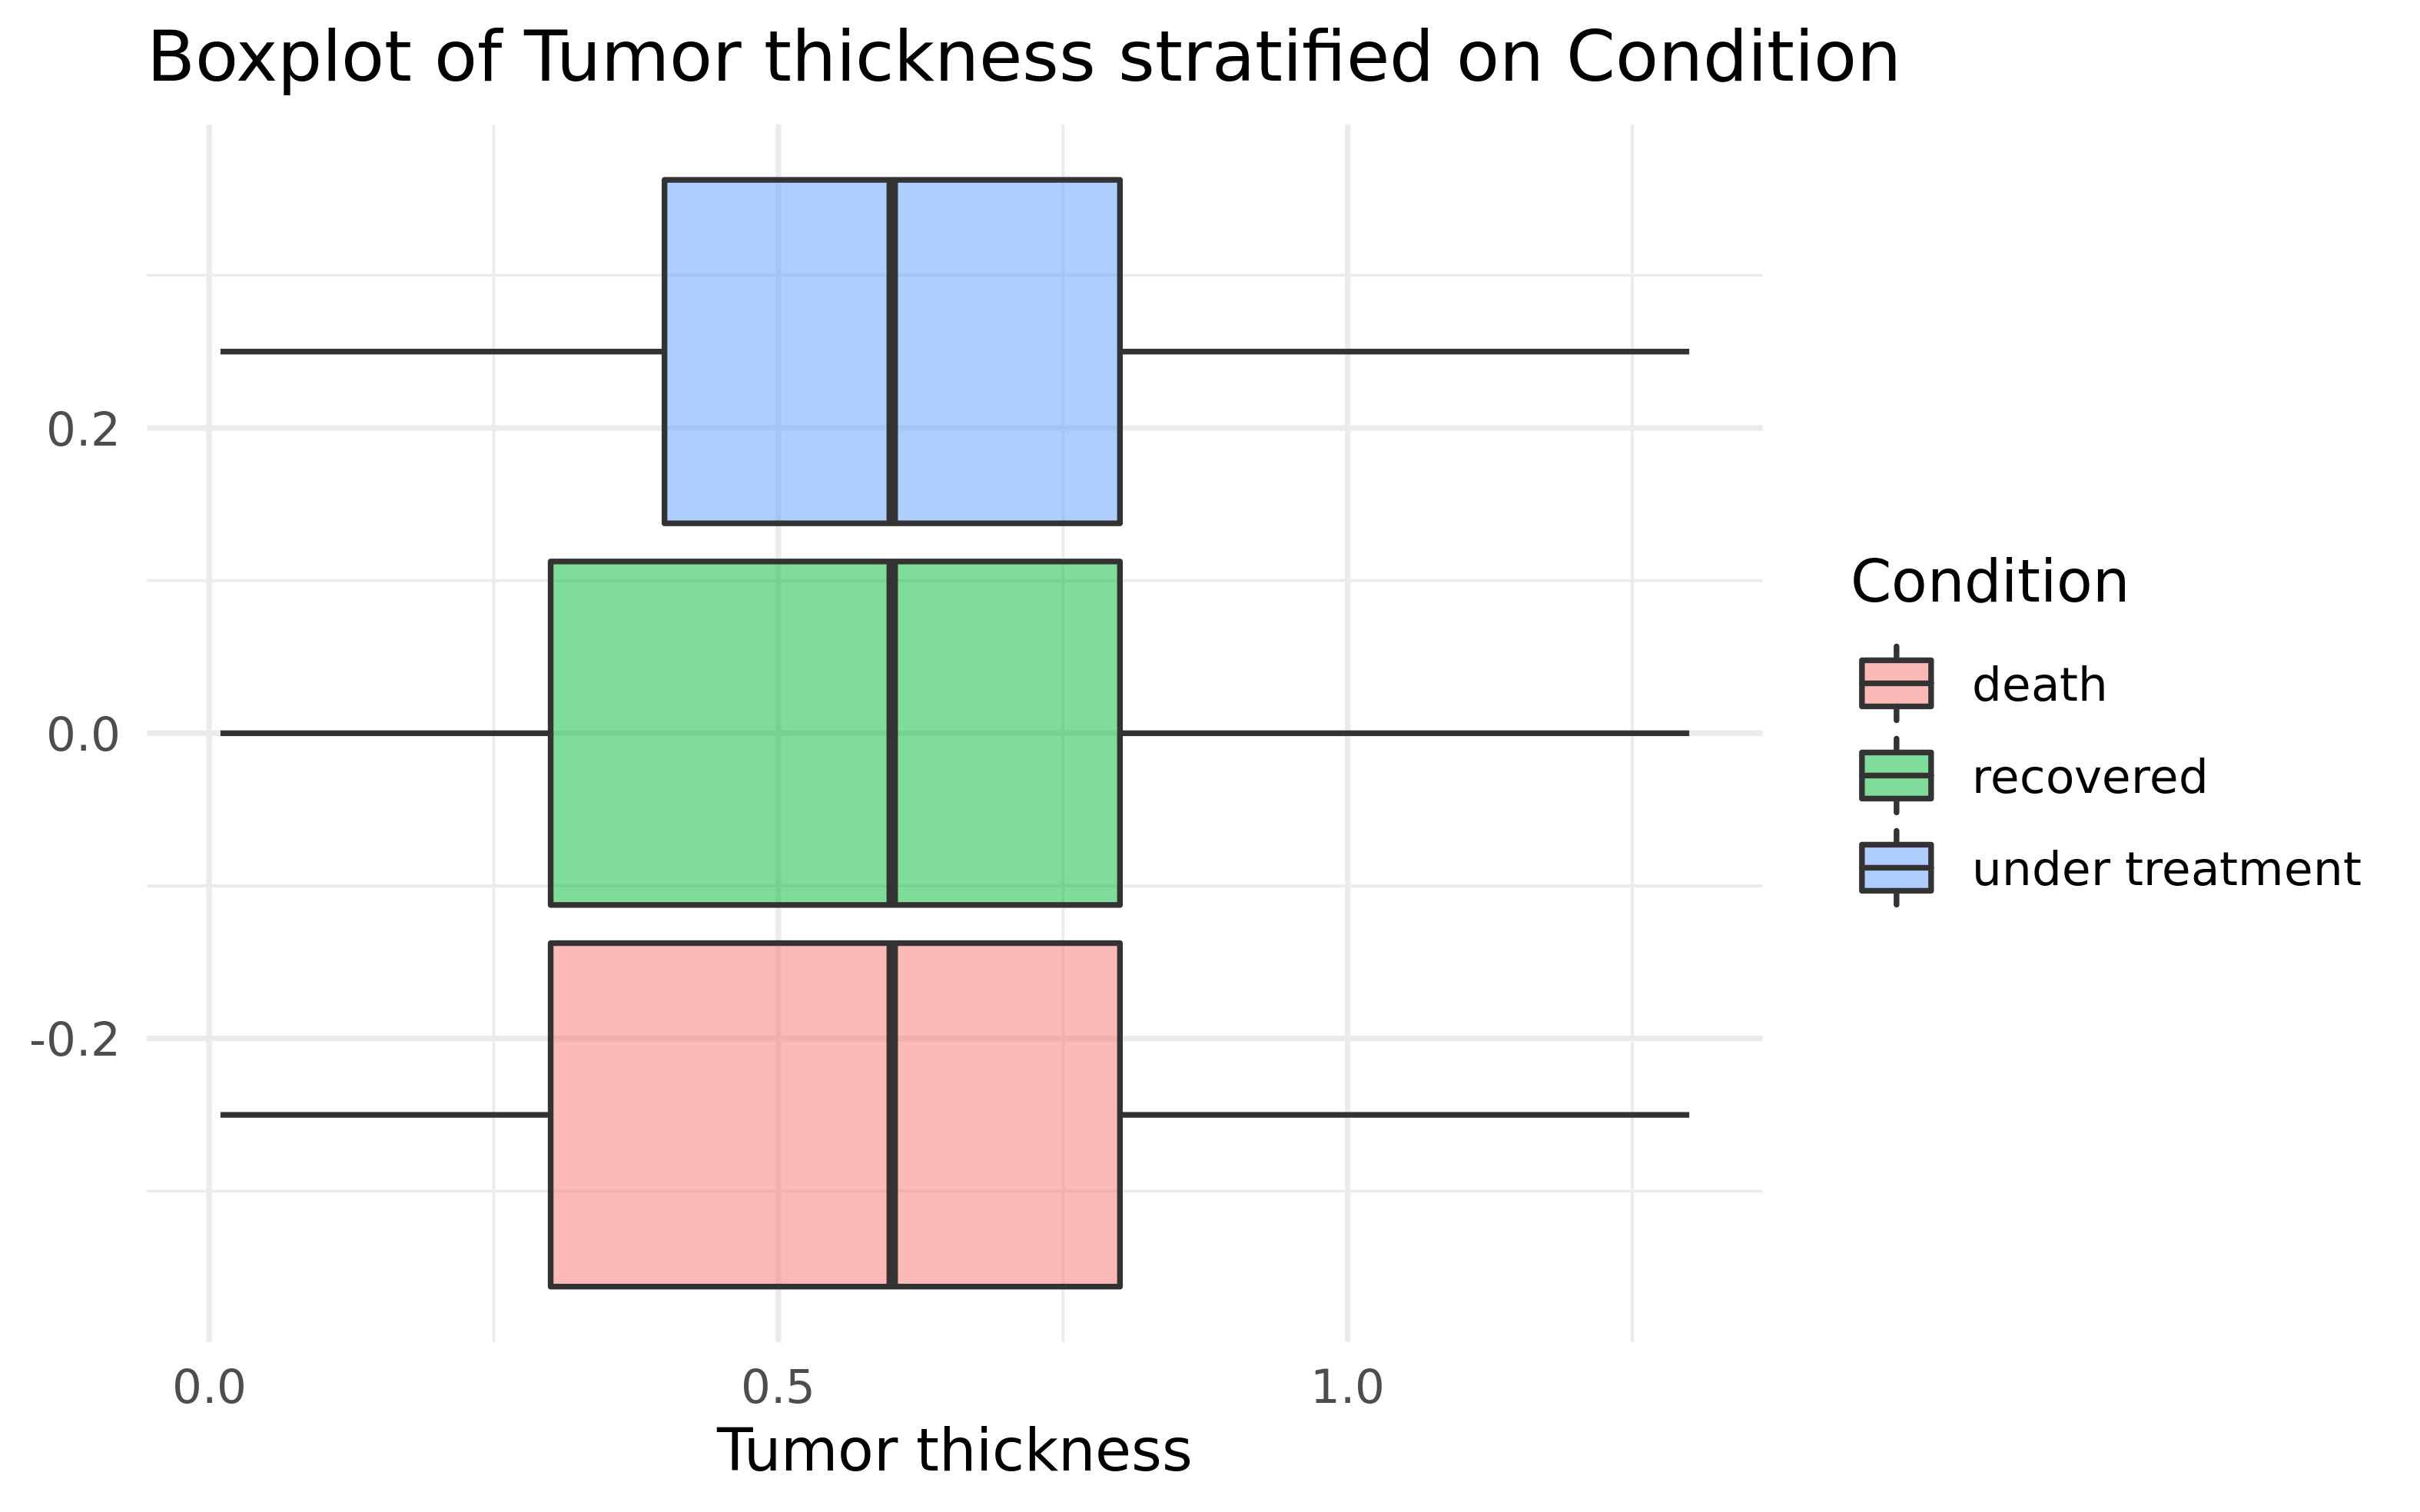 Boxplot of Tumor thickness stratified on Condition
0.2
0.0
-0.2
0.0 0.5 1.0
Tumor thickness
Condition
death
recovered
under treatment